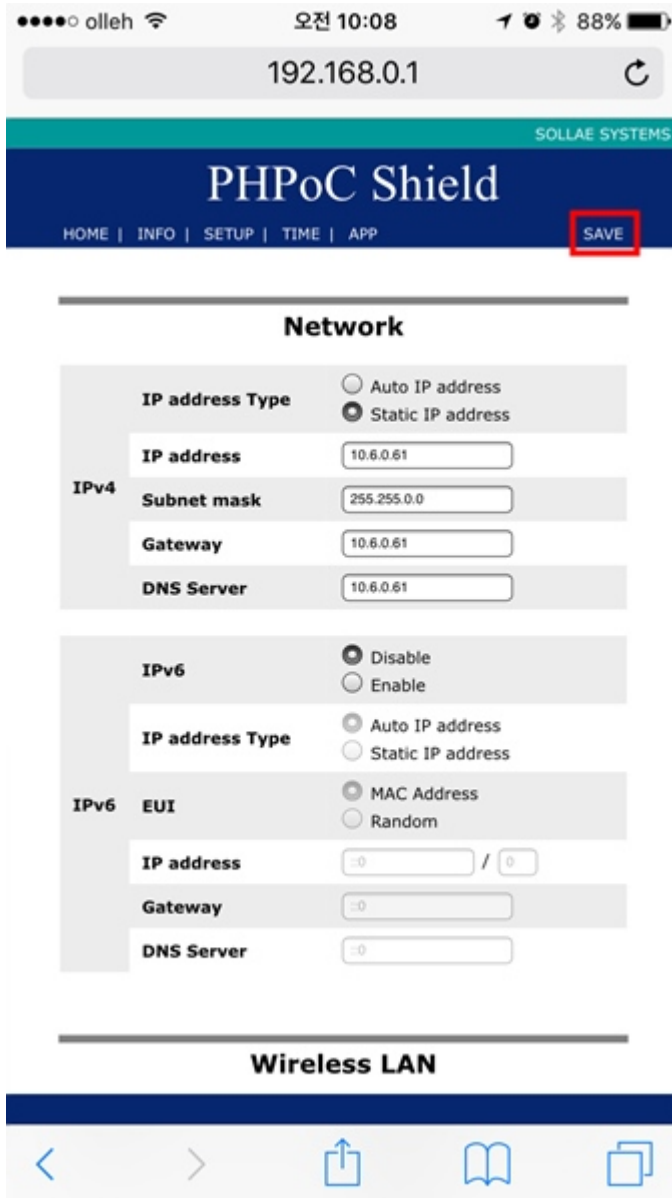 olleh 오전 10:08 88%
192.168.0.1
SOLLAE SYSTEMS
PHPoC Shield
HOME | INFO | SETUP | TIME | APP SAVE
Network
IPv4
IP address Type
Auto IP address
Static IP address
IP address 10.6.0.61
Subnet mask 255.255.0.0
Gateway 10.6.0.61
DNS Server 10.6.0.61
IPv6
IPv6
Disable
Enable
IP address Type
Auto IP address
Static IP address
EUI
MAC Address
Random
IP address ::0 / 0
Gateway ::0
DNS Server ::0
Wireless LAN